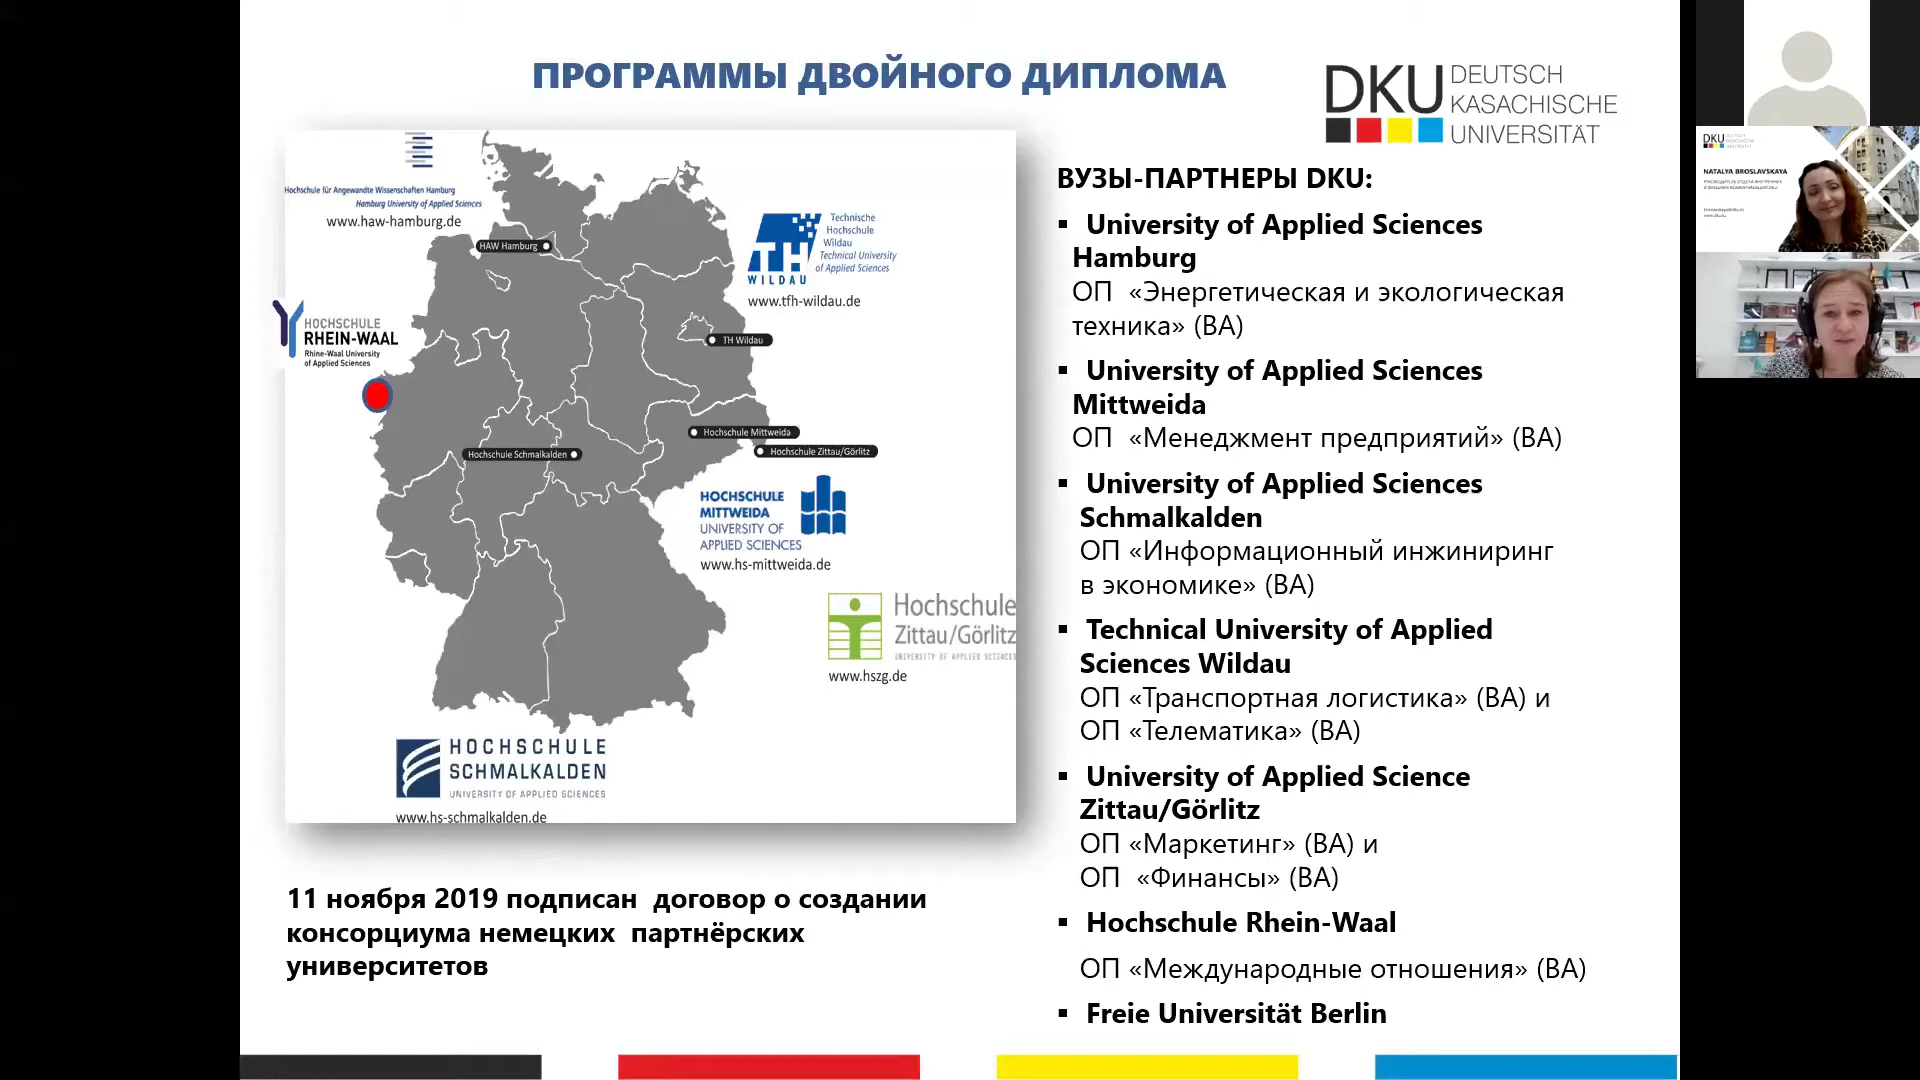 ПРОГРАММЫ ДВОЙНОГО ДИПЛОМА
DKU DEUTSCH
KASACHISCHE
UNIVERSITÄT
Hochschule für Angewandte Wissenschaften Hamburg
Hamburg University of Applied Sciences
www.haw-hamburg.de
HAW Hamburg
TH
WILDAU
Technische
Hochschule
Wildau
Technical University
of Applied Sciences
www.tfh-wildau.de
HOCHSCHULE
RHEIN-WAAL
Rhine-Waal University
of Applied Sciences
TH Wildau
Hochschule Mittweida
Hochschule Schmalkalden
Hochschule Zittau/Görlitz
HOCHSCHULE
MITTWEIDA
UNIVERSITY OF
APPLIED SCIENCES
www.hs-mittweida.de
Hochschule
Zittau/Görlitz
UNIVERSITY OF APPLIED SCIENCES
www.hszg.de
HOCHSCHULE
SCHMALKALDEN
UNIVERSITY OF APPLIED SCIENCES
www.hs-schmalkalden.de
11 ноября 2019 подписан договор о создании
консорциума немецких партнёрских
университетов
ВУЗЫ-ПАРТНЕРЫ DKU:
▪ University of Applied Sciences
Hamburg
ОП «Энергетическая и экологическая
техника» (BA)
▪ University of Applied Sciences
Mittweida
ОП «Менеджмент предприятий» (BA)
▪ University of Applied Sciences
Schmalkalden
ОП «Информационный инжиниринг
в экономике» (BA)
▪ Technical University of Applied
Sciences Wildau
ОП «Транспортная логистика» (BA) и
ОП «Телематика» (BA)
▪ University of Applied Science
Zittau/Görlitz
ОП «Маркетинг» (BA) и
ОП «Финансы» (BA)
▪ Hochschule Rhein-Waal
ОП «Международные отношения» (BA)
▪ Freie Universität Berlin
DKU
NATALYA BROSLAVSKAYA